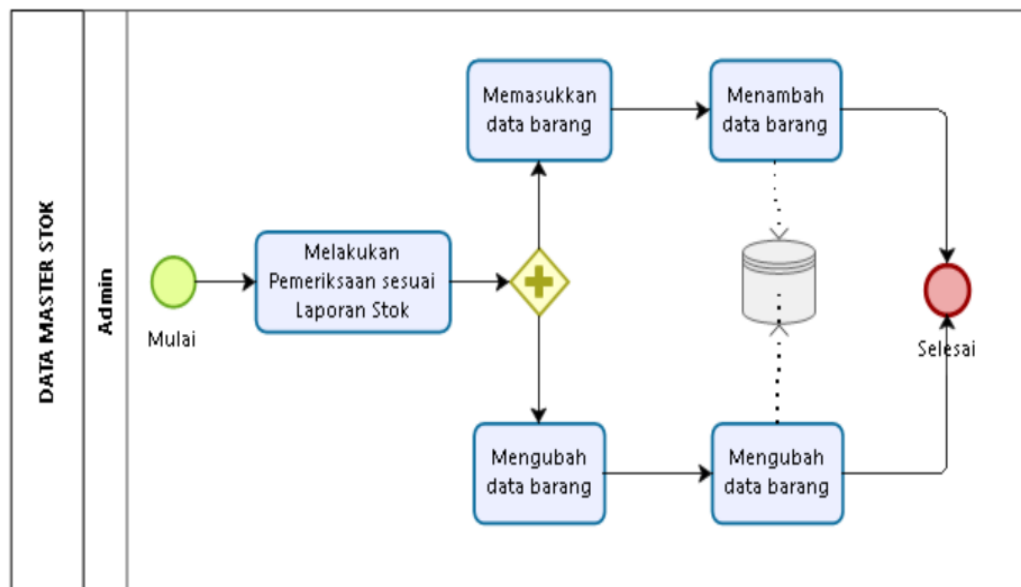 DATA MASTER STOK
Admin
Mulai
Melakukan
Pemeriksaan sesuai
Laporan Stok
Memasukkan
data barang
Menambah
data barang
Mengubah
data barang
Mengubah
data barang
Selesai